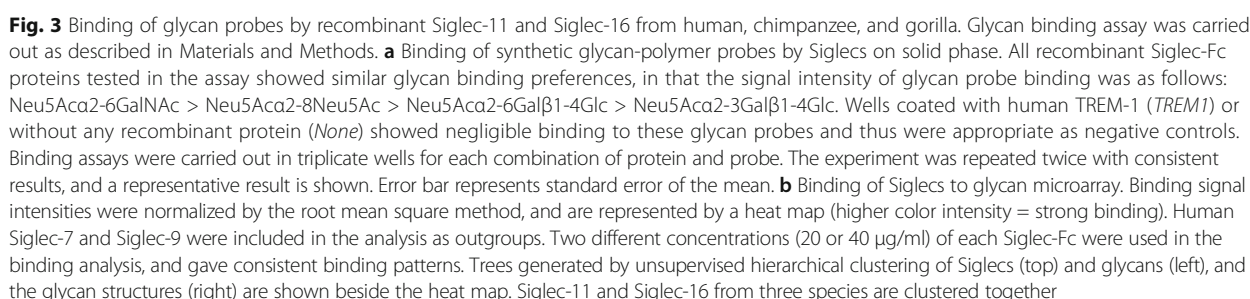 Fig. 3 Binding of glycan probes by recombinant Siglec-11 and Siglec-16 from human, chimpanzee, and gorilla. Glycan binding assay was carried
out as described in Materials and Methods. a Binding of synthetic glycan-polymer probes by Siglecs on solid phase. All recombinant Siglec-Fc
proteins tested in the assay showed similar glycan binding preferences, in that the signal intensity of glycan probe binding was as follows:
Neu5Acα2-6GalNAc > Neu5Acα2-8Neu5Ac > Neu5Acα2-6Galβ1-4Glc > Neu5Acα2-3Galβ1-4Glc. Wells coated with human TREM-1 (TREM1) or
without any recombinant protein (None) showed negligible binding to these glycan probes and thus were appropriate as negative controls.
Binding assays were carried out in triplicate wells for each combination of protein and probe. The experiment was repeated twice with consistent
results, and a representative result is shown. Error bar represents standard error of the mean. b Binding of Siglecs to glycan microarray. Binding signal
intensities were normalized by the root mean square method, and are represented by a heat map (higher color intensity = strong binding). Human
Siglec-7 and Siglec-9 were included in the analysis as outgroups. Two different concentrations (20 or 40 μg/ml) of each Siglec-Fc were used in the
binding analysis, and gave consistent binding patterns. Trees generated by unsupervised hierarchical clustering of Siglecs (top) and glycans (left), and
the glycan structures (right) are shown beside the heat map. Siglec-11 and Siglec-16 from three species are clustered together